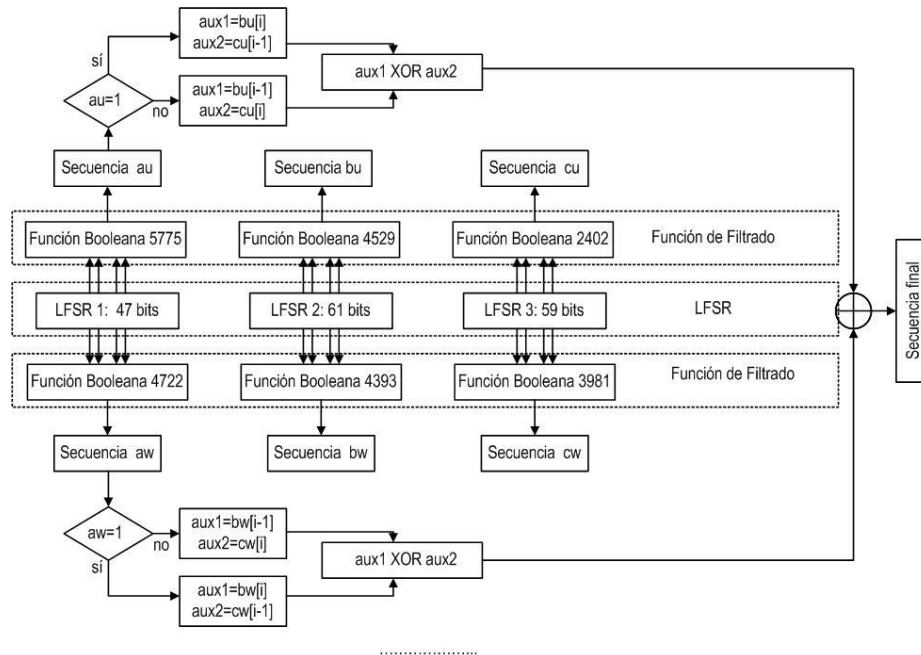 aux1=bu[i]
aux2=cu[i-1]
sí
aux1 XOR aux2
au=1
no
aux1=bu[i-1]
aux2=cu[i]
Secuencia au
Secuencia bu
Secuencia cu
Función Booleana 5775
Función Booleana 4529
Función Booleana 2402
Función de Filtrado
LFSR 1: 47 bits
LFSR 2: 61 bits
LFSR 3: 59 bits
LFSR
Secuencia final
Función Booleana 4722
Función Booleana 4393
Función Booleana 3981
Función de Filtrado
Secuencia aw
Secuencia bw
Secuencia cw
aw=1
no
aux1=bw[i-1]
aux2=cw[i]
aux1 XOR aux2
sí
aux1=bw[i]
aux2=cw[i-1]
....................